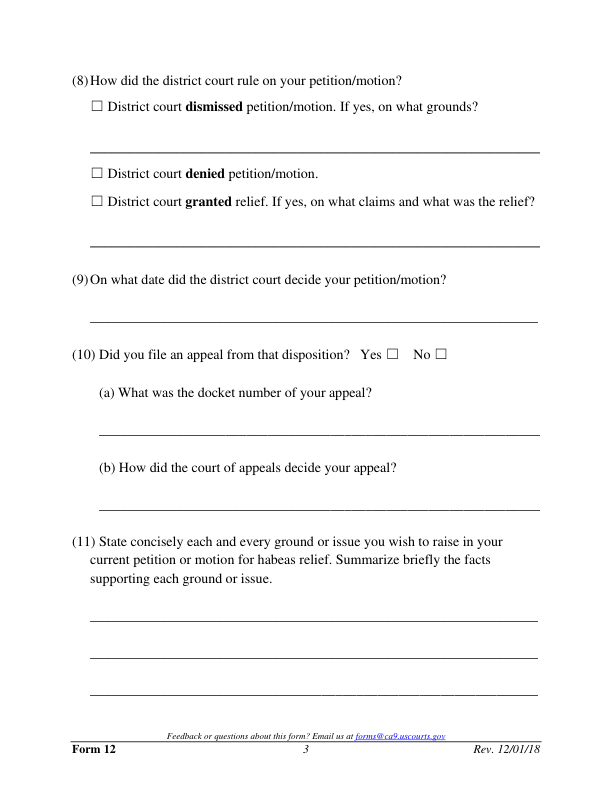 (8) How did the district court rule on your petition/motion?
☐ District court dismissed petition/motion. If yes, on what grounds?
☐ District court denied petition/motion.
☐ District court granted relief. If yes, on what claims and what was the relief?
(9) On what date did the district court decide your petition/motion?
(10) Did you file an appeal from that disposition? Yes ☐ No ☐
(a) What was the docket number of your appeal?
(b) How did the court of appeals decide your appeal?
(11) State concisely each and every ground or issue you wish to raise in your
current petition or motion for habeas relief. Summarize briefly the facts
supporting each ground or issue.
Feedback or questions about this form? Email us at forms@ca9.uscourts.gov
Form 12 3 Rev. 12/01/18